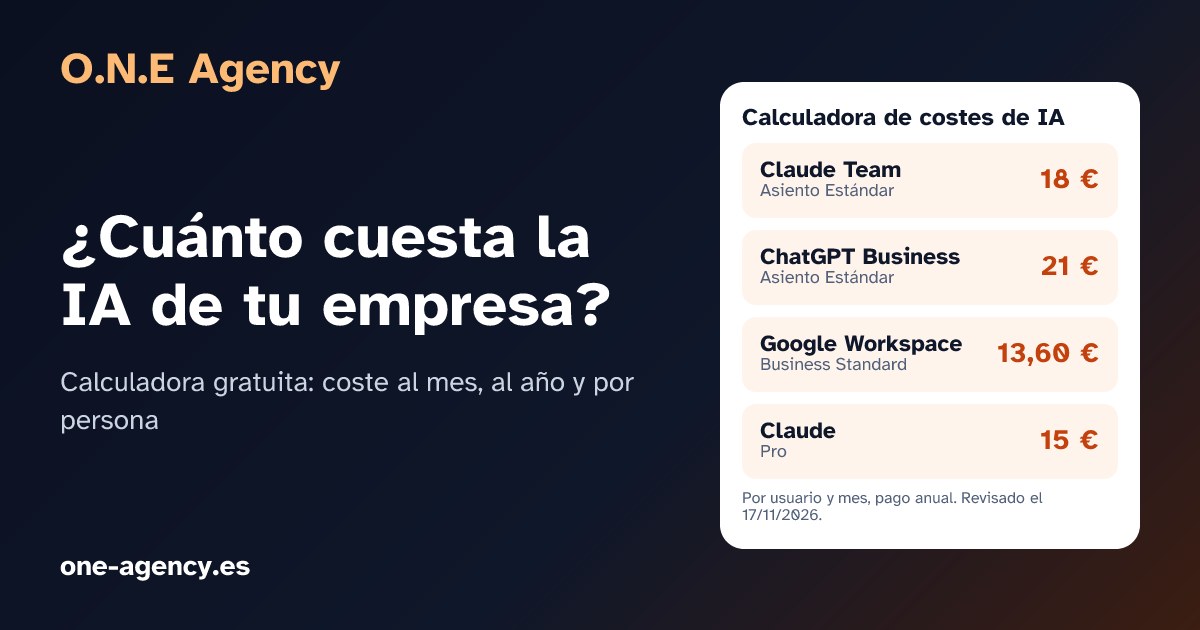 O.N.E Agency
¿Cuánto cuesta la
IA de tu empresa?
Calculadora gratuita: coste al mes, al año y por
persona
one-agency.es
Calculadora de costes de IA
Claude Team
Asiento Estándar
18 €
ChatGPT Business
Asiento Estándar
21 €
Google Workspace
Business Standard
13,60 €
Claude
Pro
15 €
Por usuario y mes, pago anual. Revisado el
17/11/2026.